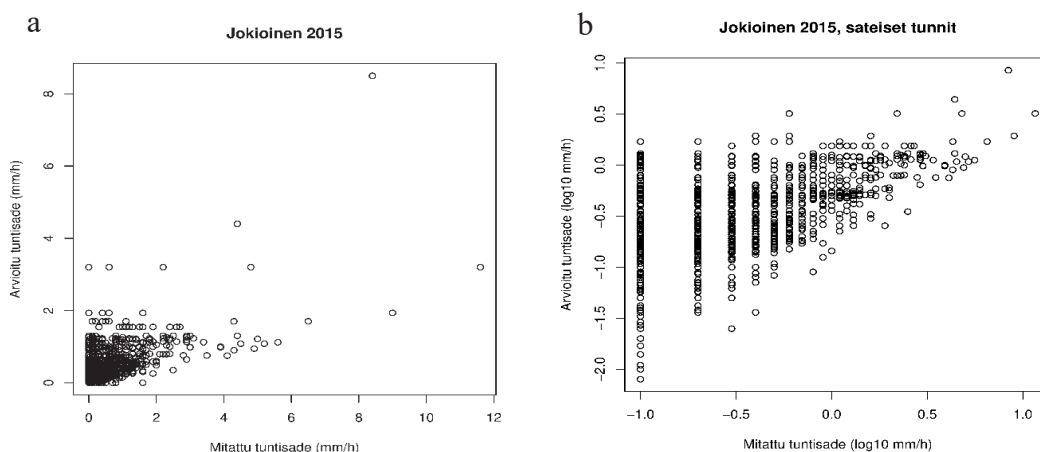 a
Jokioinen 2015
Arvioitu tuntisade (mm/h)
8
6
4
2
0
0 2 4 6 8 10 12
Mitattu tuntisade (mm/h)
b
Jokioinen 2015, sateiset tunnit
Arvioitu tuntisade (log10 mm/h)
1.0
0.5
0.0
−0.5
−1.0
−1.5
−2.0
−1.0 −0.5 0.0 0.5 1.0
Mitattu tuntisade (log10 mm/h)